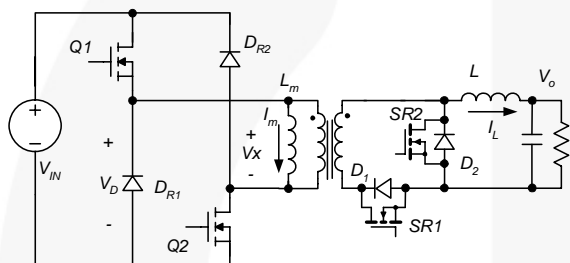 Q1
D_R2
L_m
L
V_o
+
-
V_IN
+
V_D
-
D_R1
I_m
+
Vx
-
SR2
I_L
D_1
D_2
Q2
SR1